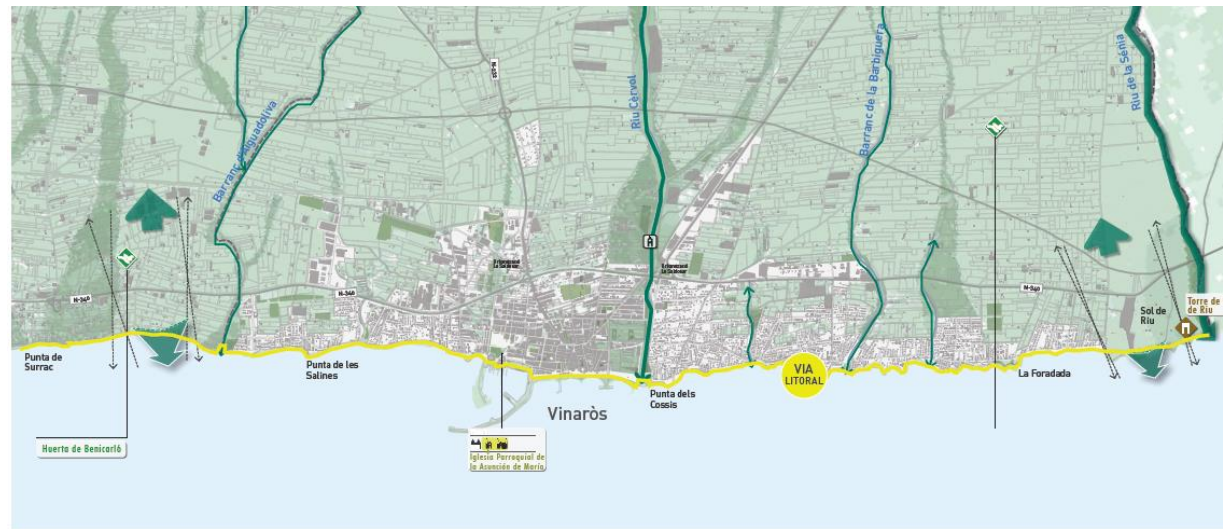 N-232
Barranc d'Aiguadoliva
Riu Cérvol
Barranc de la Barbiguera
Riu de la Sénia
N-340
N-340
N-340
Torre de
de Riu
Sol de
Riu
Punta de
Surrac
Punta de les
Salines
VIA
LITORAL
La Foradada
Punta dels
Cossis
Vinaròs
Huerta de Benicarló
Iglesia Parroquial de
la Asunción de María